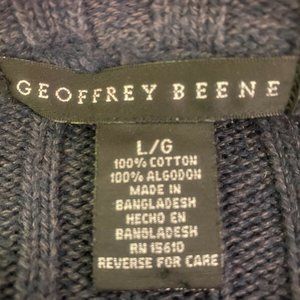 GEOFFREY BEENE
L/G
100% COTTON
100% ALGODON
MADE IN
BANGLADESH
HECHO EN
BANGLADESH
RN 15610
REVERSE FOR CARE